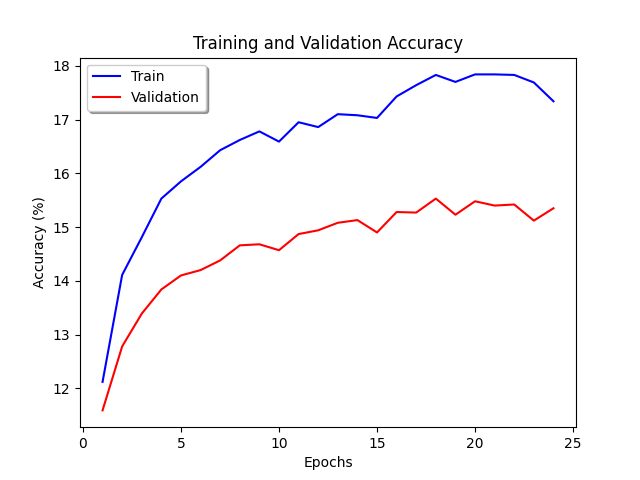 Training and Validation Accuracy
Train
Validation
18
17
16
15
14
13
12
Accuracy (%)
0 5 10 15 20 25
Epochs